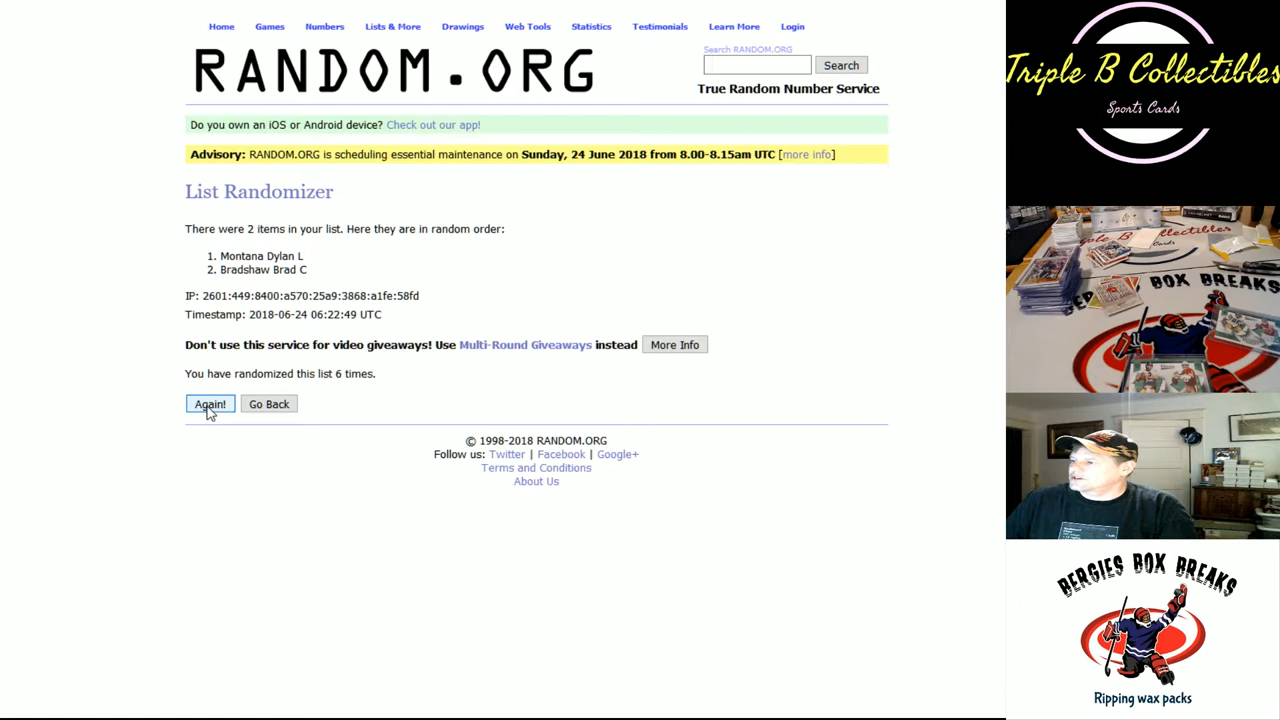 Home Games Numbers Lists & More Drawings Web Tools Statistics Testimonials Learn More Login
RANDOM.ORG
Search RANDOM.ORG
Search
True Random Number Service
Do you own an iOS or Android device? Check out our app!
Advisory: RANDOM.ORG is scheduling essential maintenance on Sunday, 24 June 2018 from 8.00-8.15am UTC [more info]
List Randomizer
There were 2 items in your list. Here they are in random order:
1. Montana Dylan L
2. Bradshaw Brad C
IP: 2601:449:8400:a570:25a9:3868:a1fe:58fd
Timestamp: 2018-06-24 06:22:49 UTC
Don't use this service for video giveaways! Use Multi-Round Giveaways instead More Info
You have randomized this list 6 times.
Again! Go Back
© 1998-2018 RANDOM.ORG
Follow us: Twitter | Facebook | Google+
Terms and Conditions
About Us
Triple B Collectibles
Sports Cards
BOX BREAKS
BERGIES BOX BREAKS
Ripping wax packs